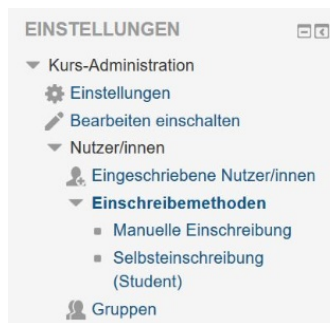 EINSTELLUNGEN
Kurs-Administration
Einstellungen
Bearbeiten einschalten
Nutzer/innen
Eingeschriebene Nutzer/innen
Einschreibemethoden
Manuelle Einschreibung
Selbsteinschreibung
(Student)
Gruppen